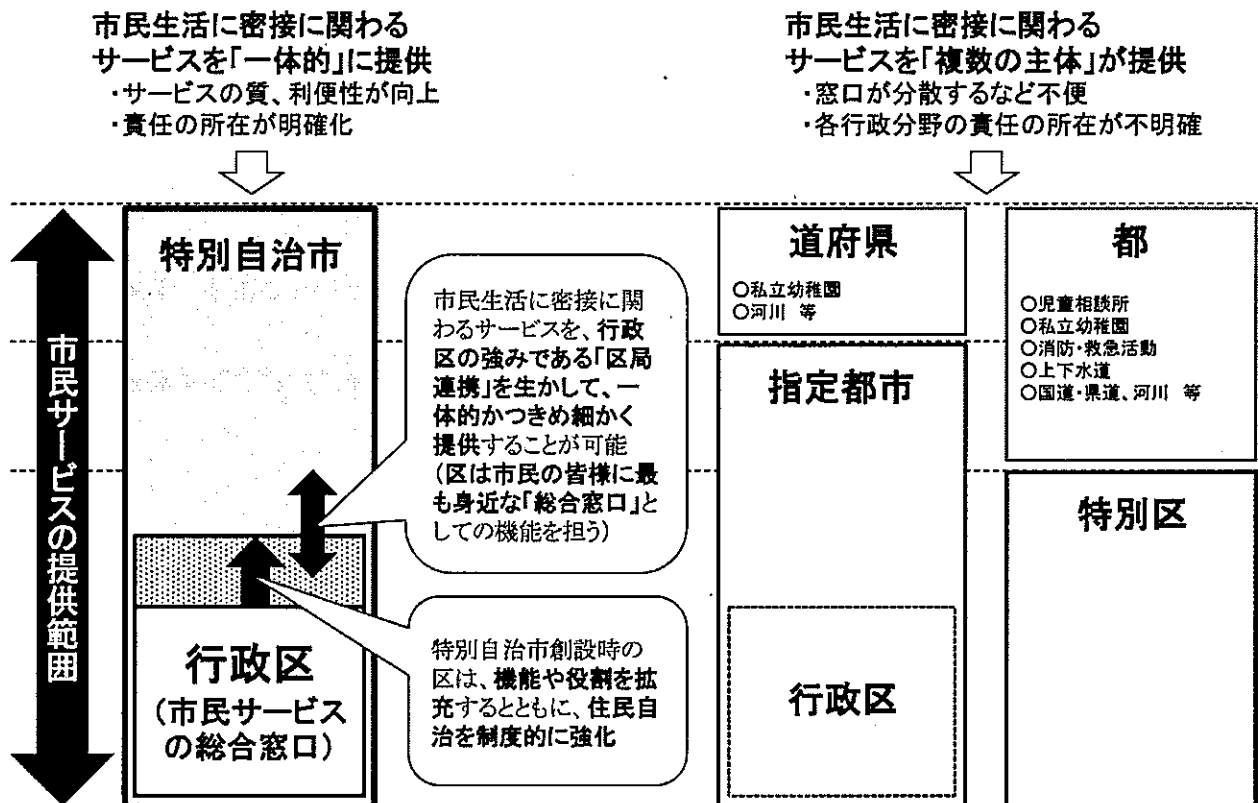 市民生活に密接に関わる
サービスを「一体的」に提供
・サービスの質、利便性が向上
・責任の所在が明確化
市民生活に密接に関わる
サービスを「複数の主体」が提供
・窓口が分散するなど不便
・各行政分野の責任の所在が不明確
市民サービスの提供範囲
特別自治市
市民生活に密接に関
わるサービスを、行政
区の強みである「区局
連携」を生かして、一
体的かつきめ細かく
提供することが可能
（区は市民の皆様に最
も身近な「総合窓口」と
しての機能を担う）
行政区
（市民サービス
の総合窓口）
特別自治市創設時の
区は、機能や役割を拡
充するとともに、住民自
治を制度的に強化
道府県
○私立幼稚園
○河川 等
指定都市
行政区
都
○児童相談所
○私立幼稚園
○消防・救急活動
○上下水道
○国道・県道、河川 等
特別区